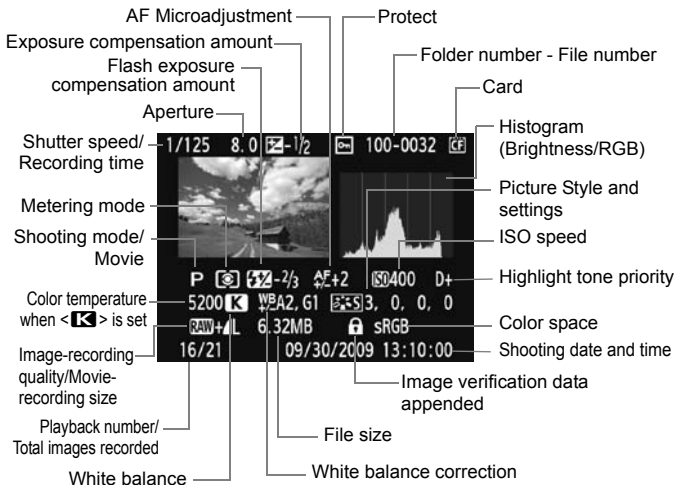 AF Microadjustment
Protect
Exposure compensation amount
Folder number - File number
Flash exposure
compensation amount
Card
Aperture
Shutter speed/
Recording time
1/125 8.0 -1/2 100-0032 CF
Histogram
(Brightness/RGB)
Metering mode
Picture Style and
settings
Shooting mode/
Movie
ISO speed
P -2/3 AF+2 ISO400 D+
Highlight tone priority
Color temperature
when <K> is set
5200 K WB A2, G1 S 3, 0, 0, 0
RAW+L 6.32MB sRGB
Color space
Image-recording
quality/Movie-
recording size
16/21 09/30/2009 13:10:00
Shooting date and time
Image verification data
appended
Playback number/
Total images recorded
File size
White balance
White balance correction